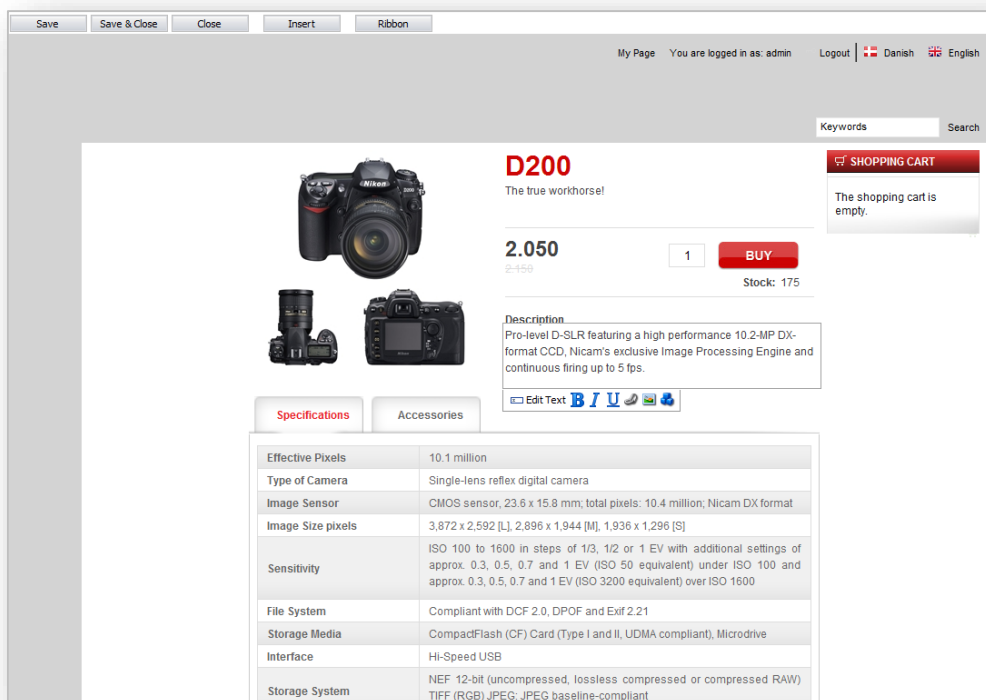 Save Save & Close Close Insert Ribbon
My Page You are logged in as: admin Logout Danish English
Keywords Search
SHOPPING CART
The shopping cart is
empty.
Nikon
D200
D200
The true workhorse!
2.050
2.150
1
BUY
Stock: 175
Description
Pro-level D-SLR featuring a high performance 10.2-MP DX-
format CCD, Nicam's exclusive Image Processing Engine and
continuous firing up to 5 fps.
Edit Text B I U
Specifications Accessories
Effective Pixels 10.1 million
Type of Camera Single-lens reflex digital camera
Image Sensor CMOS sensor, 23.6 x 15.8 mm; total pixels: 10.4 million; Nicam DX format
Image Size pixels 3,872 x 2,592 [L], 2,896 x 1,944 [M], 1,936 x 1,296 [S]
Sensitivity ISO 100 to 1600 in steps of 1/3, 1/2 or 1 EV with additional settings of
approx. 0.3, 0.5, 0.7 and 1 EV (ISO 50 equivalent) under ISO 100 and
approx. 0.3, 0.5, 0.7 and 1 EV (ISO 3200 equivalent) over ISO 1600
File System Compliant with DCF 2.0, DPOF and Exif 2.21
Storage Media CompactFlash (CF) Card (Type I and II, UDMA compliant), Microdrive
Interface Hi-Speed USB
Storage System NEF 12-bit (uncompressed, lossless compressed or compressed RAW)
TIFF (RGB) JPEG: JPEG baseline-compliant